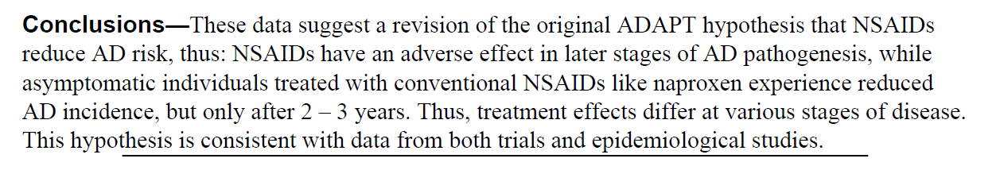 Conclusions—These data suggest a revision of the original ADAPT hypothesis that NSAIDs
reduce AD risk, thus: NSAIDs have an adverse effect in later stages of AD pathogenesis, while
asymptomatic individuals treated with conventional NSAIDs like naproxen experience reduced
AD incidence, but only after 2 – 3 years. Thus, treatment effects differ at various stages of disease.
This hypothesis is consistent with data from both trials and epidemiological studies.